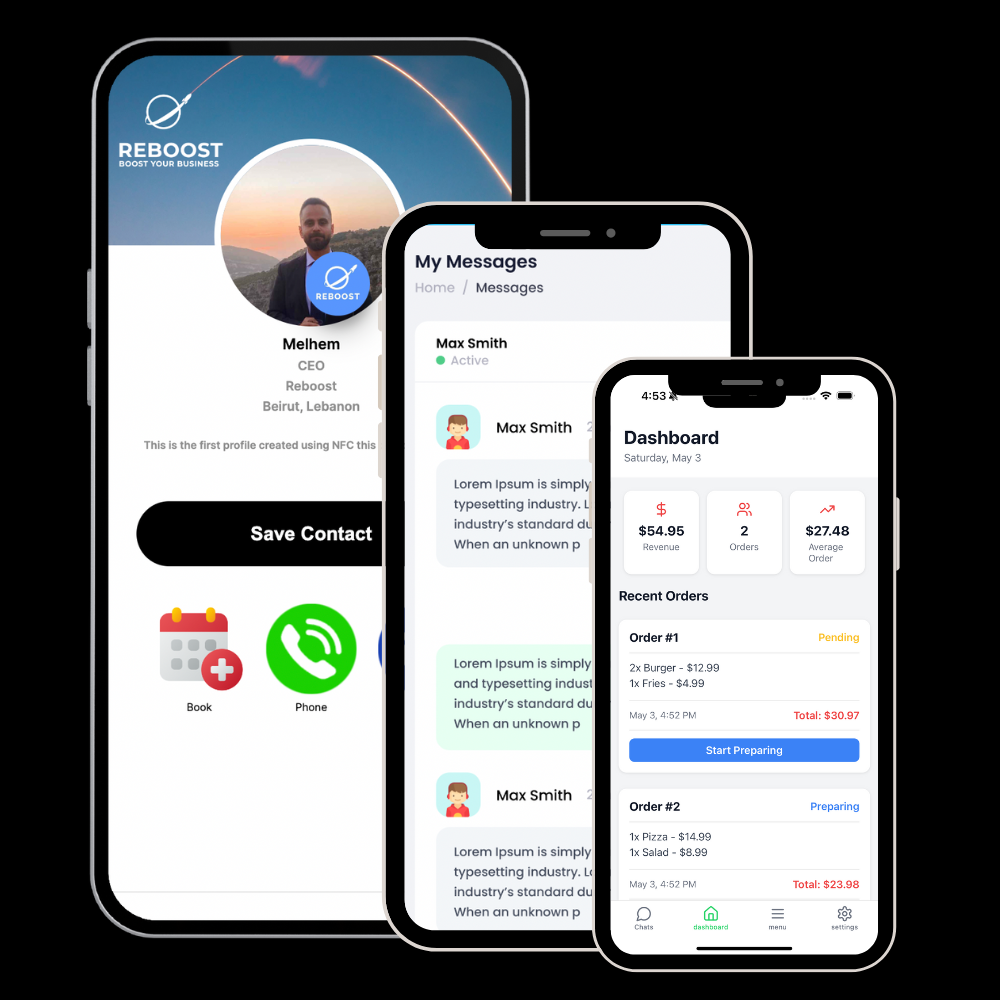 REBOOST
BOOST YOUR BUSINESS
REBOOST
Melhem
CEO
Reboost
Beirut, Lebanon
This is the first profile created using NFC this
Save Contact
Book
Phone
My Messages
Home / Messages
Max Smith
Active
Max Smith 2
Lorem Ipsum is simply
typesetting industry. L
industry's standard du
When an unknown p
Lorem Ipsum is simply
and typesetting indust
industry's standard du
When an unknown p
Max Smith 2
Lorem Ipsum is simply
typesetting industry. Lo
industry's standard du
When an unknown p
4:53
Dashboard
Saturday, May 3
$54.95
Revenue
2
Orders
$27.48
Average
Order
Recent Orders
Order #1 Pending
2x Burger - $12.99
1x Fries - $4.99
May 3, 4:52 PM Total: $30.97
Start Preparing
Order #2 Preparing
1x Pizza - $14.99
1x Salad - $8.99
May 3, 4:52 PM Total: $23.98
Chats dashboard menu settings